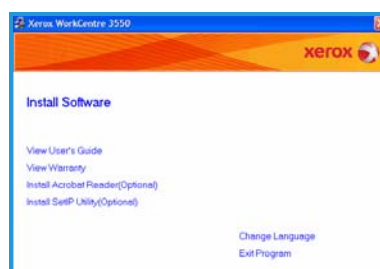 Xerox WorkCentre 3550
xerox
Install Software
View User's Guide
View Warranty
Install Acrobat Reader(Optional)
Install SetIP Utility(Optional)
Change Language
Exit Program